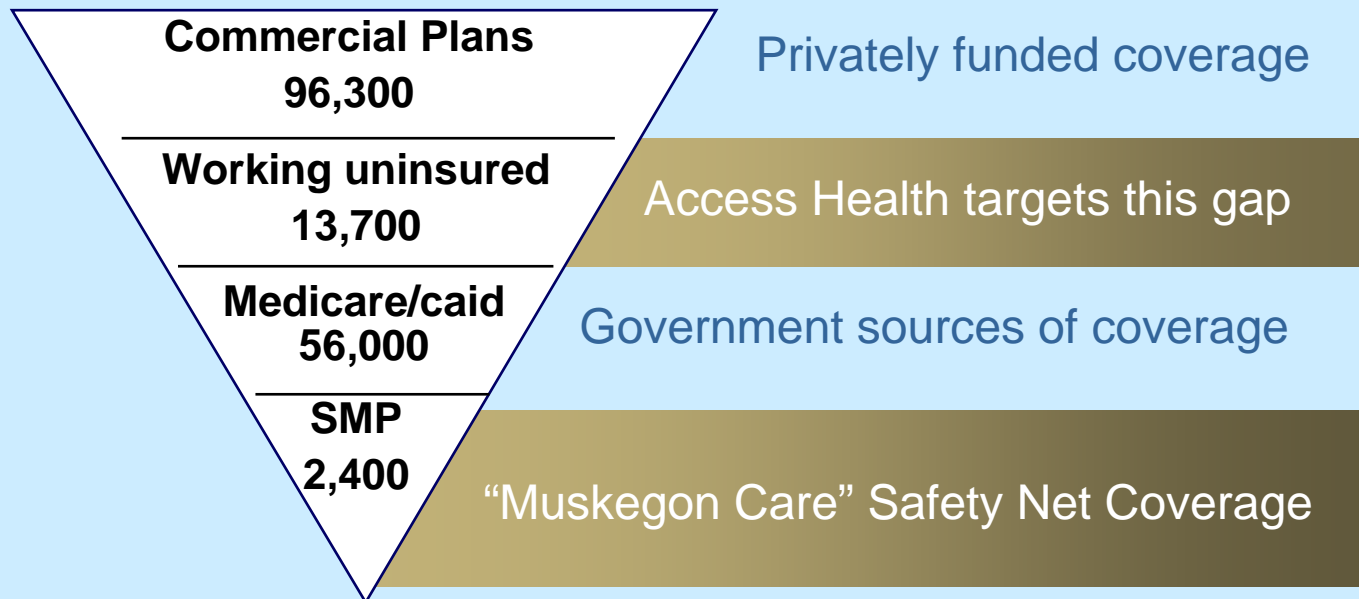 Commercial Plans
96,300
Privately funded coverage
Working uninsured
13,700
Access Health targets this gap
Medicare/caid
56,000
Government sources of coverage
SMP
2,400
“Muskegon Care” Safety Net Coverage